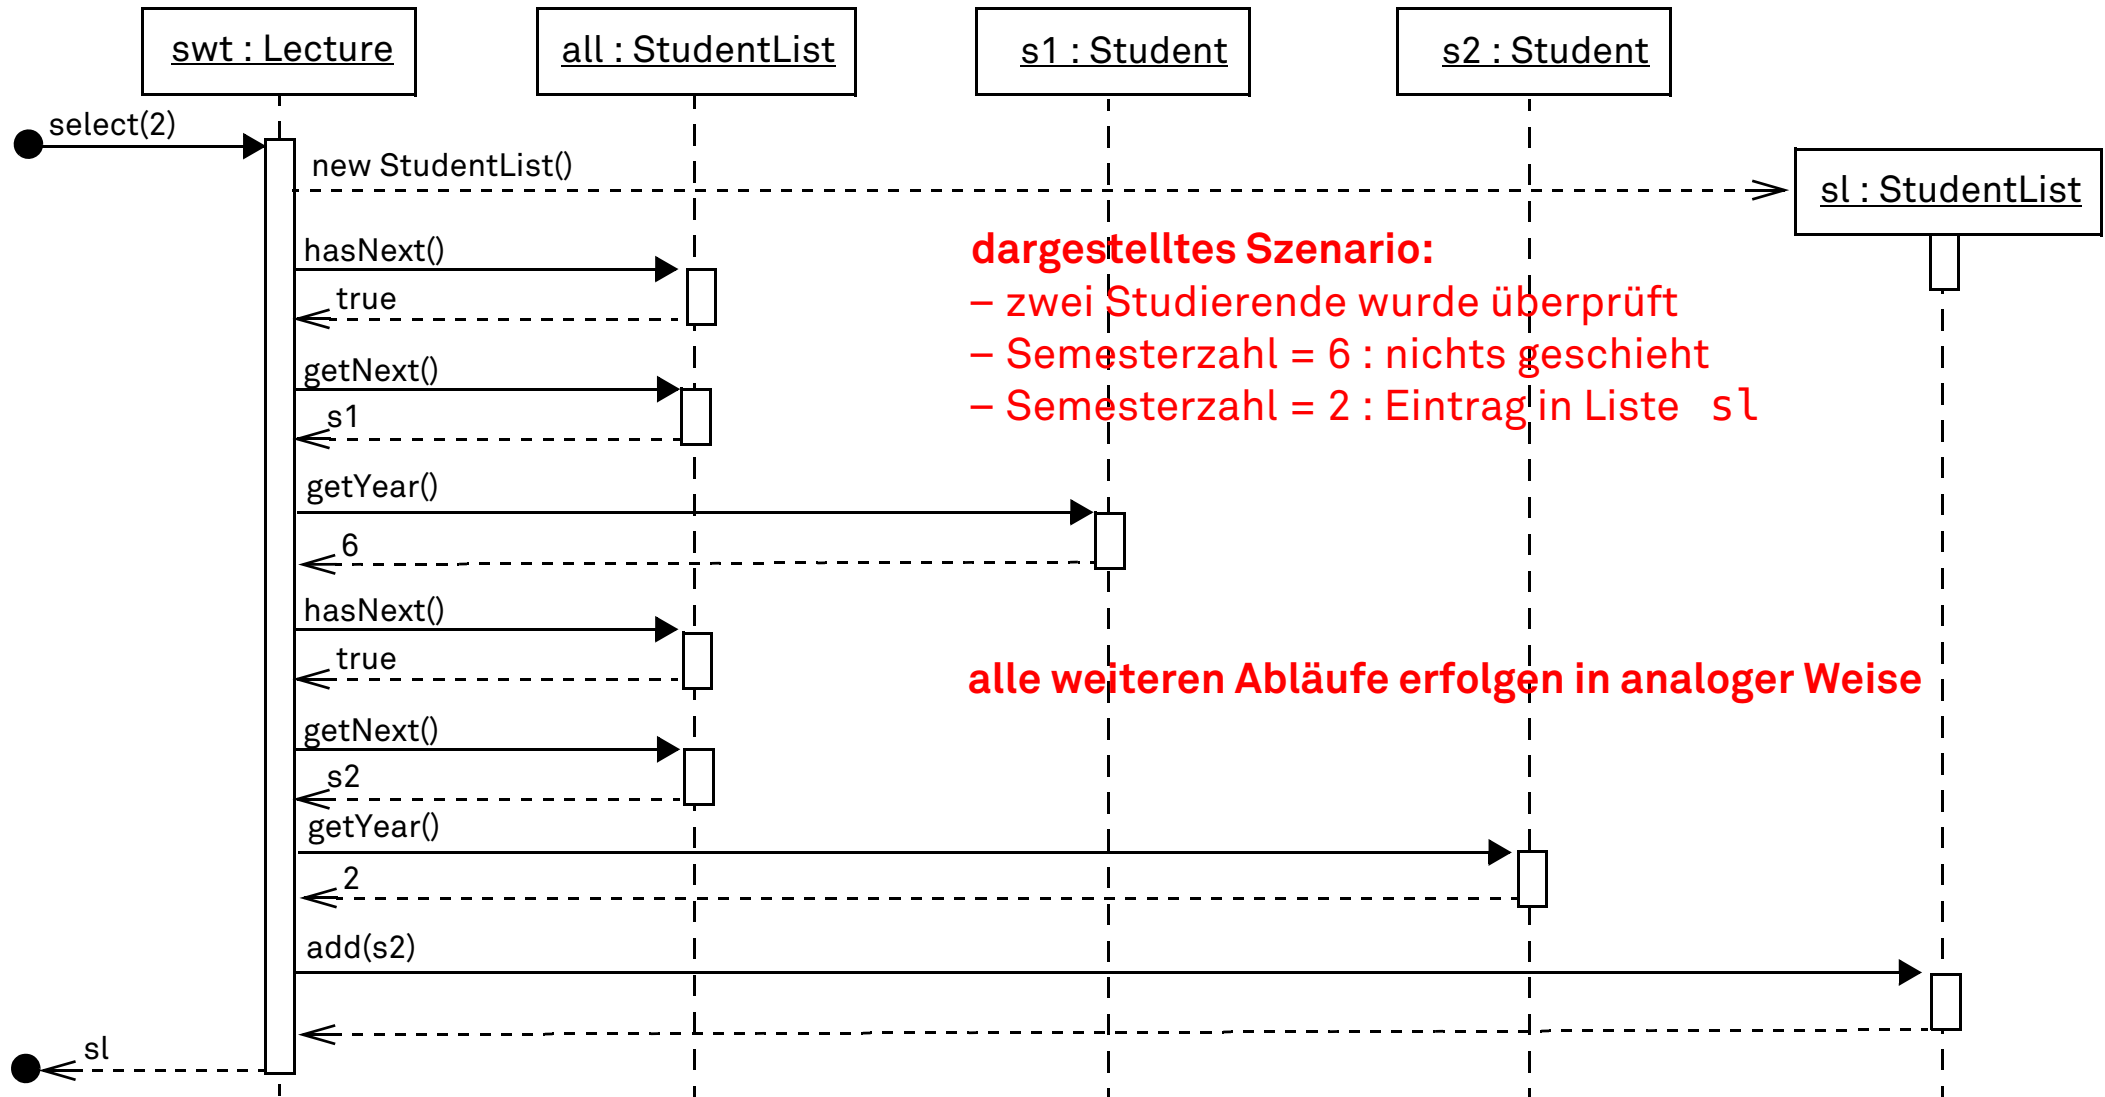 swt : Lecture
all : StudentList
s1 : Student
s2 : Student
select(2)
new StudentList()
sl : StudentList
hasNext()
true
dargestelltes Szenario:
– zwei Studierende wurde überprüft
– Semesterzahl = 6 : nichts geschieht
– Semesterzahl = 2 : Eintrag in Liste sl
getNext()
s1
getYear()
6
hasNext()
true
alle weiteren Abläufe erfolgen in analoger Weise
getNext()
s2
getYear()
2
add(s2)
sl